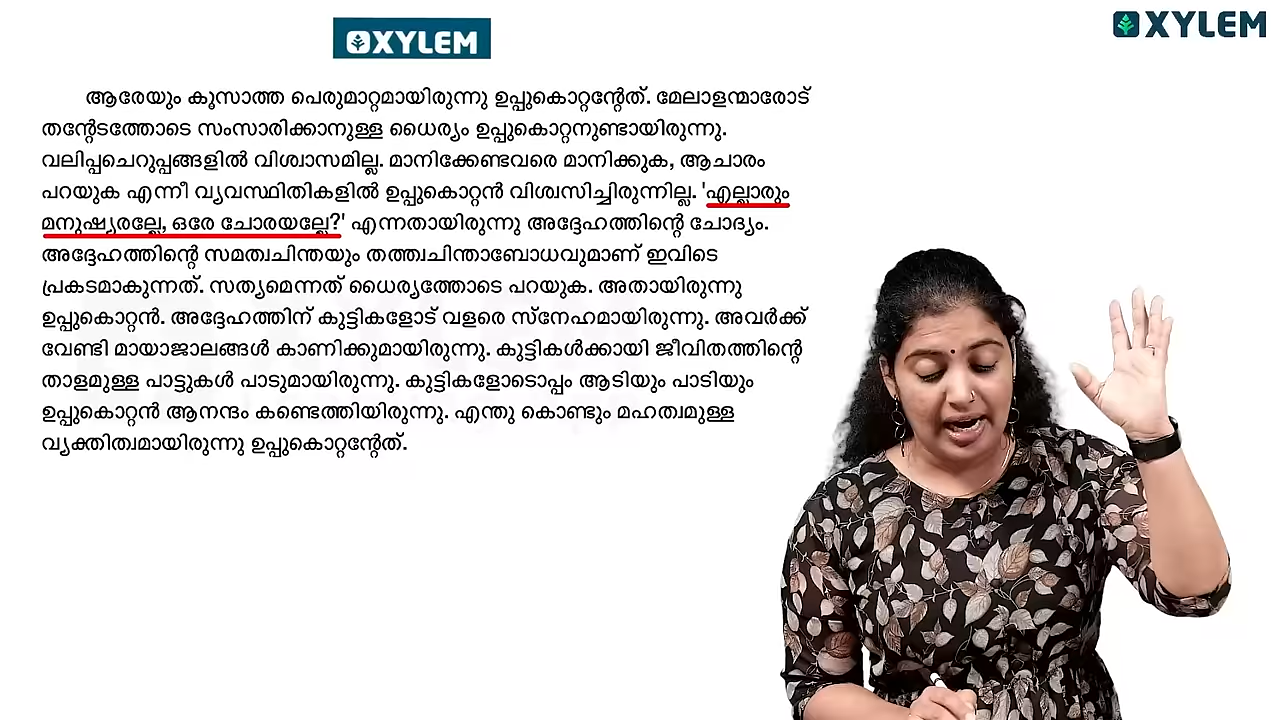 XYLEM
XYLEM
ആരേയും കൂസാത്ത പെരുമാറ്റമായിരുന്നു ഉപ്പുകൊറ്റന്റേത്. മേലാളന്മാരോട്
തന്റേടത്തോടെ സംസാരിക്കാനുള്ള ധൈര്യം ഉപ്പുകൊറ്റനുണ്ടായിരുന്നു.
വലിപ്പചെറുപ്പങ്ങളിൽ വിശ്വാസമില്ല. മാനിക്കേണ്ടവരെ മാനിക്കുക, ആചാരം
പറയുക എന്നീ വ്യവസ്ഥിതികളിൽ ഉപ്പുകൊറ്റൻ വിശ്വസിച്ചിരുന്നില്ല. 'എല്ലാരും
മനുഷ്യരല്ലേ, ഒരേ ചോരയല്ലേ?' എന്നതായിരുന്നു അദ്ദേഹത്തിന്റെ ചോദ്യം.
അദ്ദേഹത്തിന്റെ സമത്വചിന്തയും തത്ത്വചിന്താബോധവുമാണ് ഇവിടെ
പ്രകടമാകുന്നത്. സത്യമെന്നത് ധൈര്യത്തോടെ പറയുക. അതായിരുന്നു
ഉപ്പുകൊറ്റൻ. അദ്ദേഹത്തിന് കുട്ടികളോട് വളരെ സ്നേഹമായിരുന്നു. അവർക്ക്
വേണ്ടി മായാജാലങ്ങൾ കാണിക്കുമായിരുന്നു. കുട്ടികൾക്കായി ജീവിതത്തിന്റെ
താളമുള്ള പാട്ടുകൾ പാടുമായിരുന്നു. കുട്ടികളോടൊപ്പം ആടിയും പാടിയും
ഉപ്പുകൊറ്റൻ ആനന്ദം കണ്ടെത്തിയിരുന്നു. എന്തു കൊണ്ടും മഹത്വമുള്ള
വ്യക്തിത്വമായിരുന്നു ഉപ്പുകൊറ്റന്റേത്.